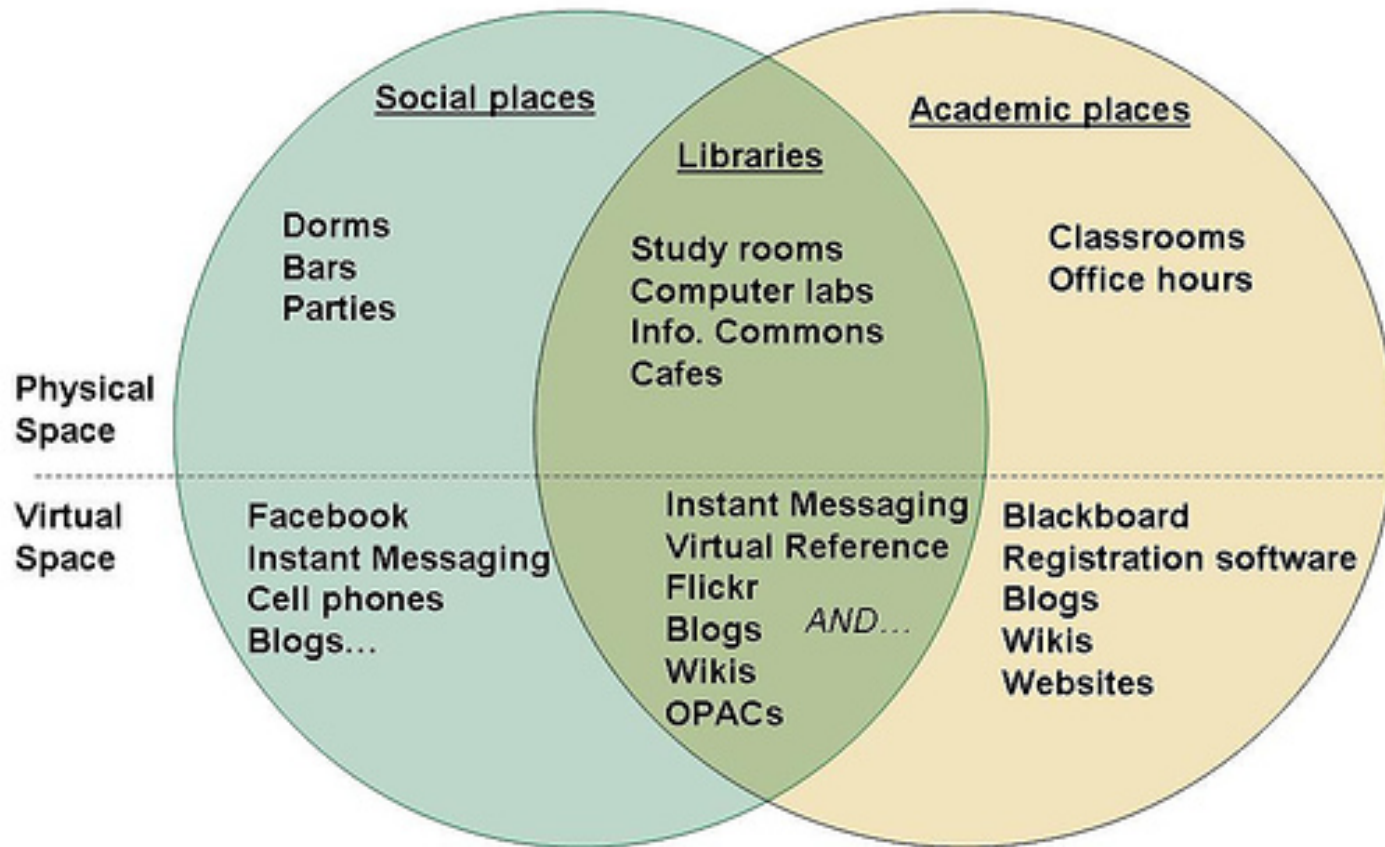 Social places
Dorms
Bars
Parties
Libraries
Study rooms
Computer labs
Info. Commons
Cafes
Academic places
Classrooms
Office hours
Physical
Space
Virtual
Space
Facebook
Instant Messaging
Cell phones
Blogs…
Instant Messaging
Virtual Reference
Flickr
Blogs
AND…
Wikis
OPACs
Blackboard
Registration software
Blogs
Wikis
Websites